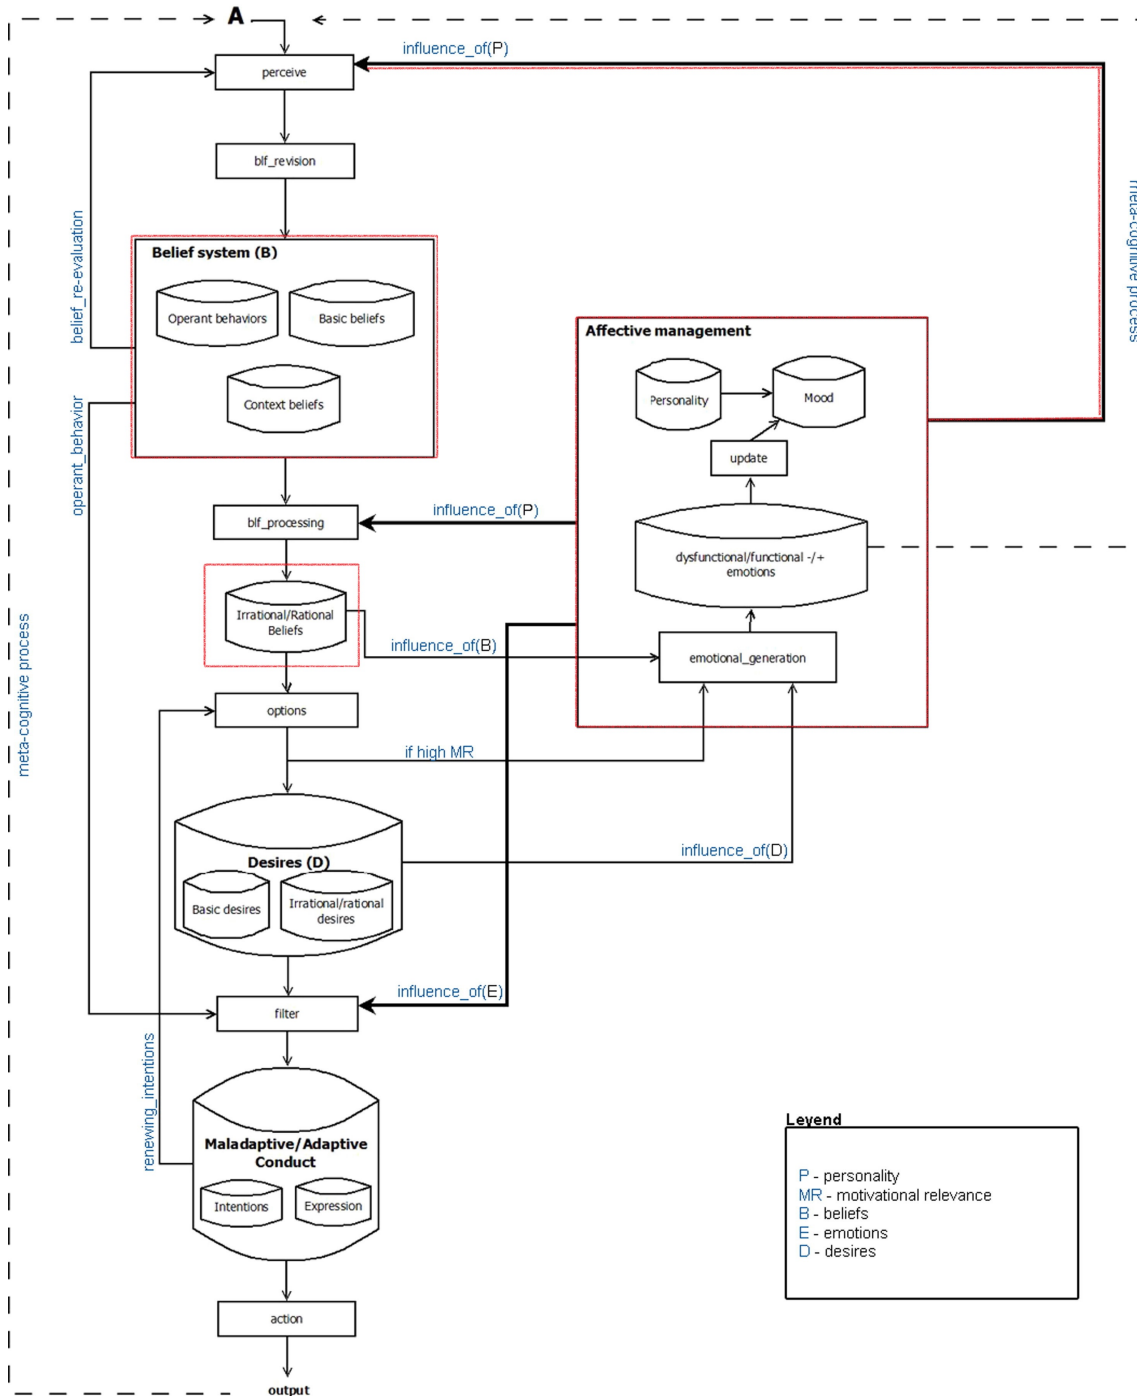 A
influence_of(P)
perceive
blf_revision
meta-cognitive process
belief_re-evaluation
Belief system (B)
Operant behaviors
Basic beliefs
Context beliefs
Affective management
Personality
Mood
update
operant_behavior
influence_of(P)
blf_processing
dysfunctional/functional -/+
emotions
Irrational/Rational
Beliefs
influence_of(B)
emotional_generation
meta-cognitive process
options
if high MR
Desires (D)
influence_of(D)
Basic desires
Irrational/rational
desires
influence_of(E)
filter
renewing_intentions
Maladaptive/Adaptive
Conduct
Intentions
Expression
Leyend
P - personality
MR - motivational relevance
B - beliefs
E - emotions
D - desires
action
output